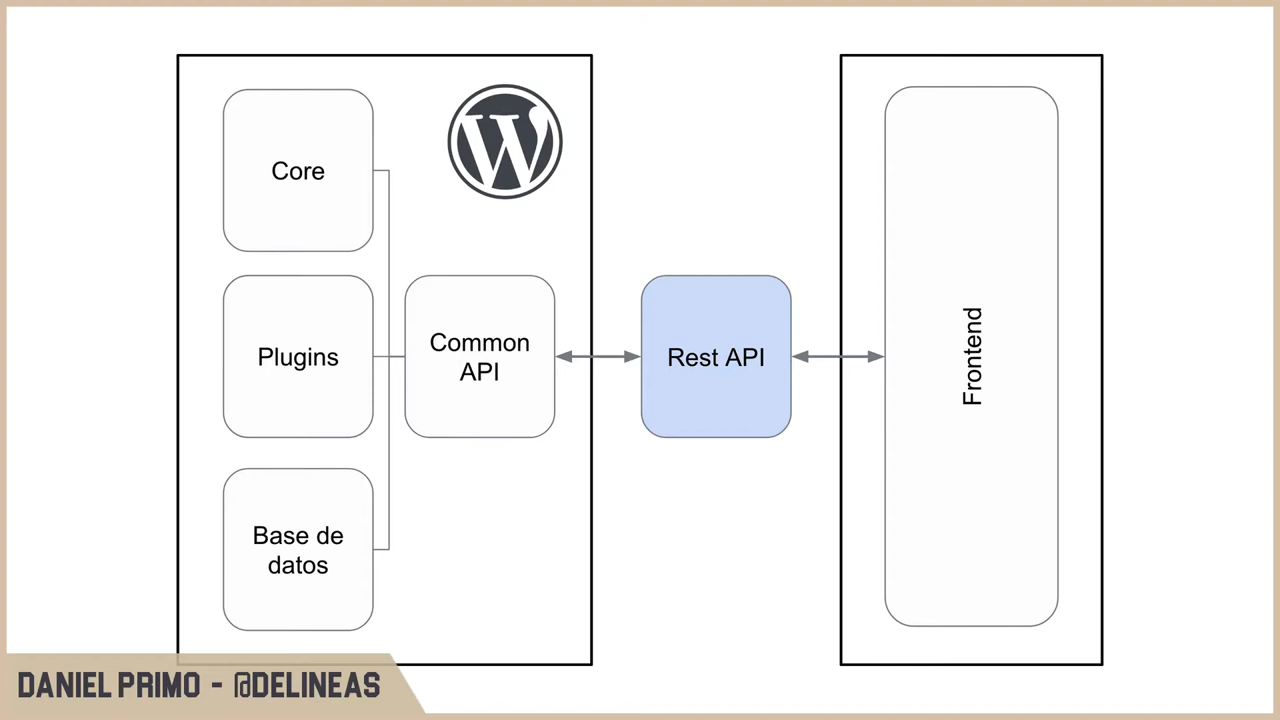 Core
Plugins
Common
API
Rest API
Frontend
Base de
datos
DANIEL PRIMO - @DELINEAS